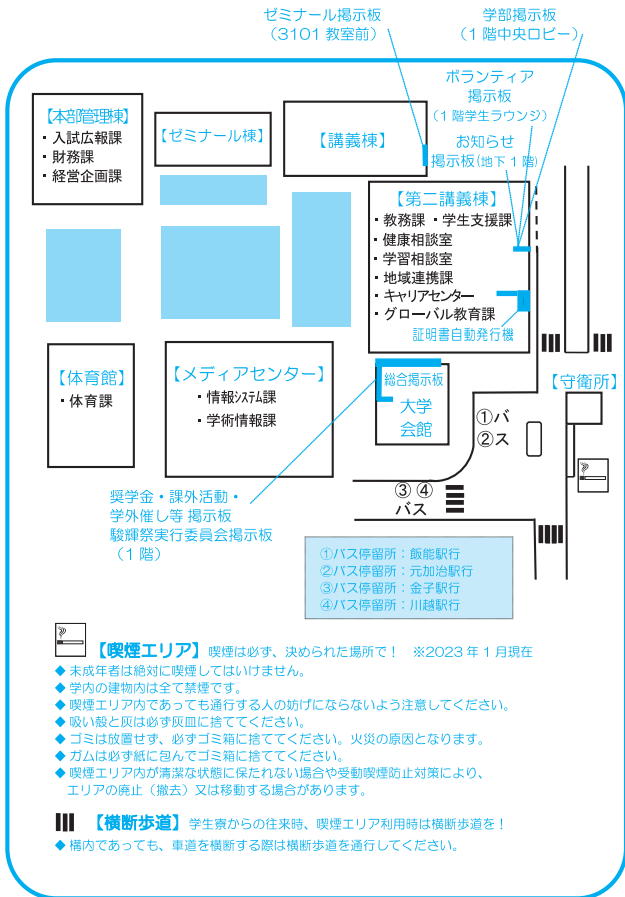 ゼミナール掲示板
（3101 教室前）
学部掲示板
（1 階中央ロビー）
ボランティア
掲示板
（1 階学生ラウンジ）
お知らせ
掲示板（地下 1 階）
【本部管理棟】
・入試広報課
・財務課
・経営企画課
【ゼミナール棟】
【講義棟】
【第二講義棟】
・教務課 ・学生支援課
・健康相談室
・学習相談室
・地域連携課
・キャリアセンター
・グローバル教育課
証明書自動発行機
【体育館】
・体育課
【メディアセンター】
・情報システム課
・学術情報課
総合掲示板
大学
会館
【守衛所】
①バ
②ス
③ ④
バス
奨学金・課外活動・
学外催し等 掲示板
駿輝祭実行委員会掲示板
（1 階）
①バス停留所：飯能駅行
②バス停留所：元加治駅行
③バス停留所：金子駅行
④バス停留所：川越駅行
【喫煙エリア】喫煙は必ず、決められた場所で！ ※2023 年 1 月現在
◆ 未成年者は絶対に喫煙してはいけません。
◆ 学内の建物内は全て禁煙です。
◆ 喫煙エリア内であっても通行する人の妨げにならないよう注意してください。
◆ 吸い殻と灰は必ず灰皿に捨ててください。
◆ ゴミは放置せず、必ずゴミ箱に捨ててください。火災の原因となります。
◆ ガムは必ず紙に包んでゴミ箱に捨ててください。
◆ 喫煙エリア内が清潔な状態に保たれない場合や受動喫煙防止対策により、
エリアの廃止（撤去）又は移動する場合があります。
【横断歩道】学生寮からの往来時、喫煙エリア利用時は横断歩道を！
◆ 構内であっても、車道を横断する際は横断歩道を通行してください。